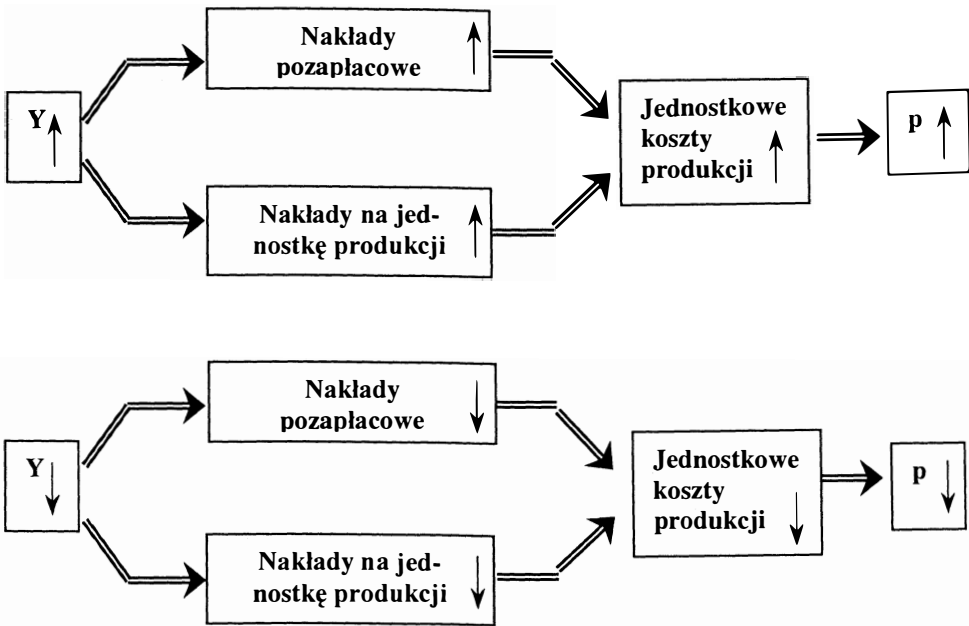 Y
Nakłady
pozapłacowe
Nakłady na jed-
nostkę produkcji
Jednostkowe
koszty
produkcji
p
Y
Nakłady
pozapłacowe
Nakłady na jed-
nostkę produkcji
Jednostkowe
koszty
produkcji
p